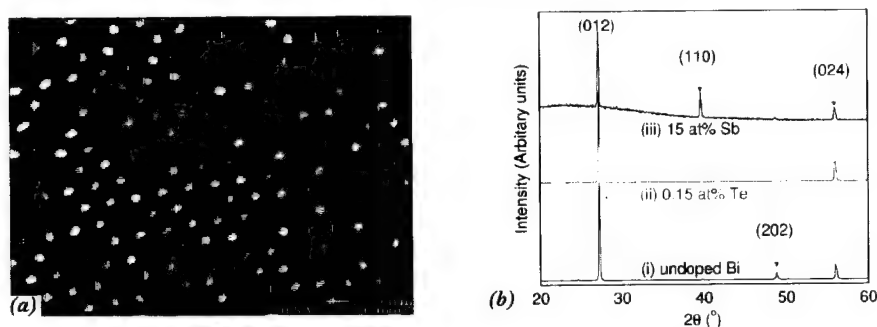 (a)
(b)
Intensity (Arbitary units)
(012)
(110)
(024)
(iii) 15 at% Sb
(ii) 0.15 at% Te
(202)
(i) undoped Bi
20 30 40 50 60
2θ (°)